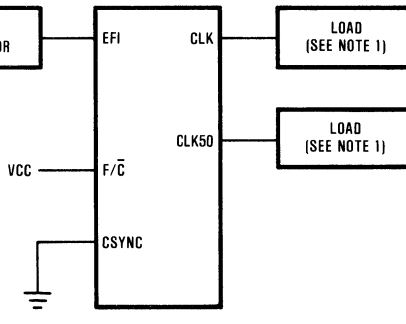 OR
EFI
CLK
LOAD
(SEE NOTE 1)
CLK50
LOAD
(SEE NOTE 1)
VCC
F/C̅
CSYNC